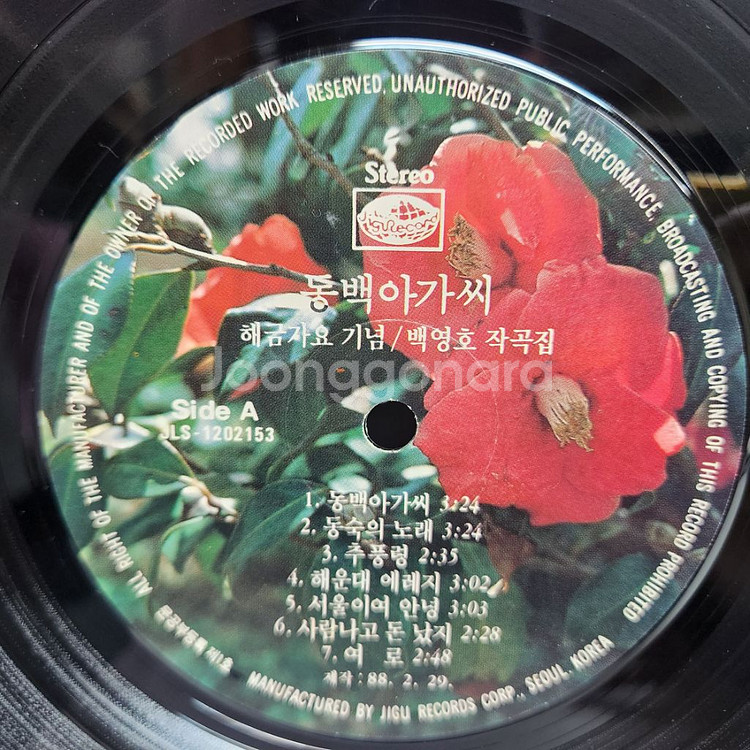 ALL RIGHT OF THE MANUFACTURER AND OF THE OWNER OF THE RECORDED WORK RESERVED, UNAUTHORIZED PUBLIC PERFORMANCE, BROADCASTING AND COPYING OF THIS RECORD PROHIBITED
Stereo
Jigu Record
동백아가씨
해금가요 기념/백영호 작곡집
Joonggonara
Side A
JLS-1202153
1. 동백아가씨 3:24
2. 동숙의 노래 3:24
3. 추풍령 2:35
4. 해운대 에레지 3:02
5. 서울이여 안녕 3:03
6. 사람나고 돈 났지 2:28
7. 여 로 2:48
제작: 88. 2. 29.
MANUFACTURED BY JIGU RECORDS CORP., SEOUL, KOREA